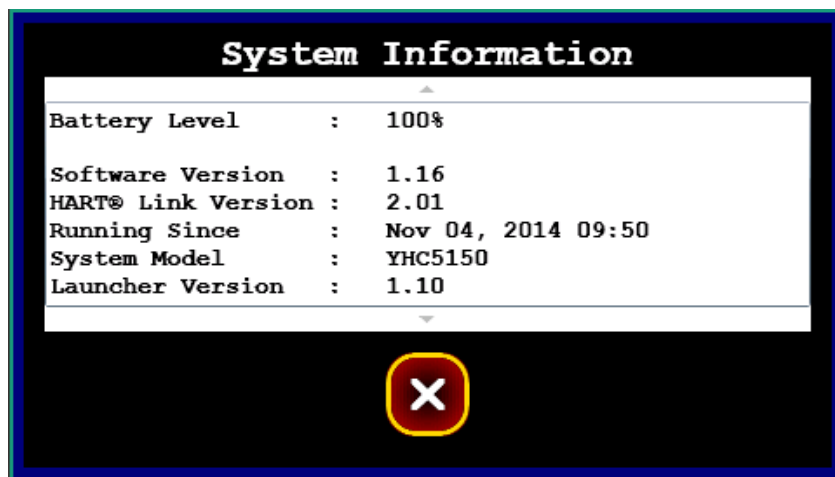 System Information
Battery Level : 100%
Software Version : 1.16
HART® Link Version : 2.01
Running Since : Nov 04, 2014 09:50
System Model : YHC5150
Launcher Version : 1.10